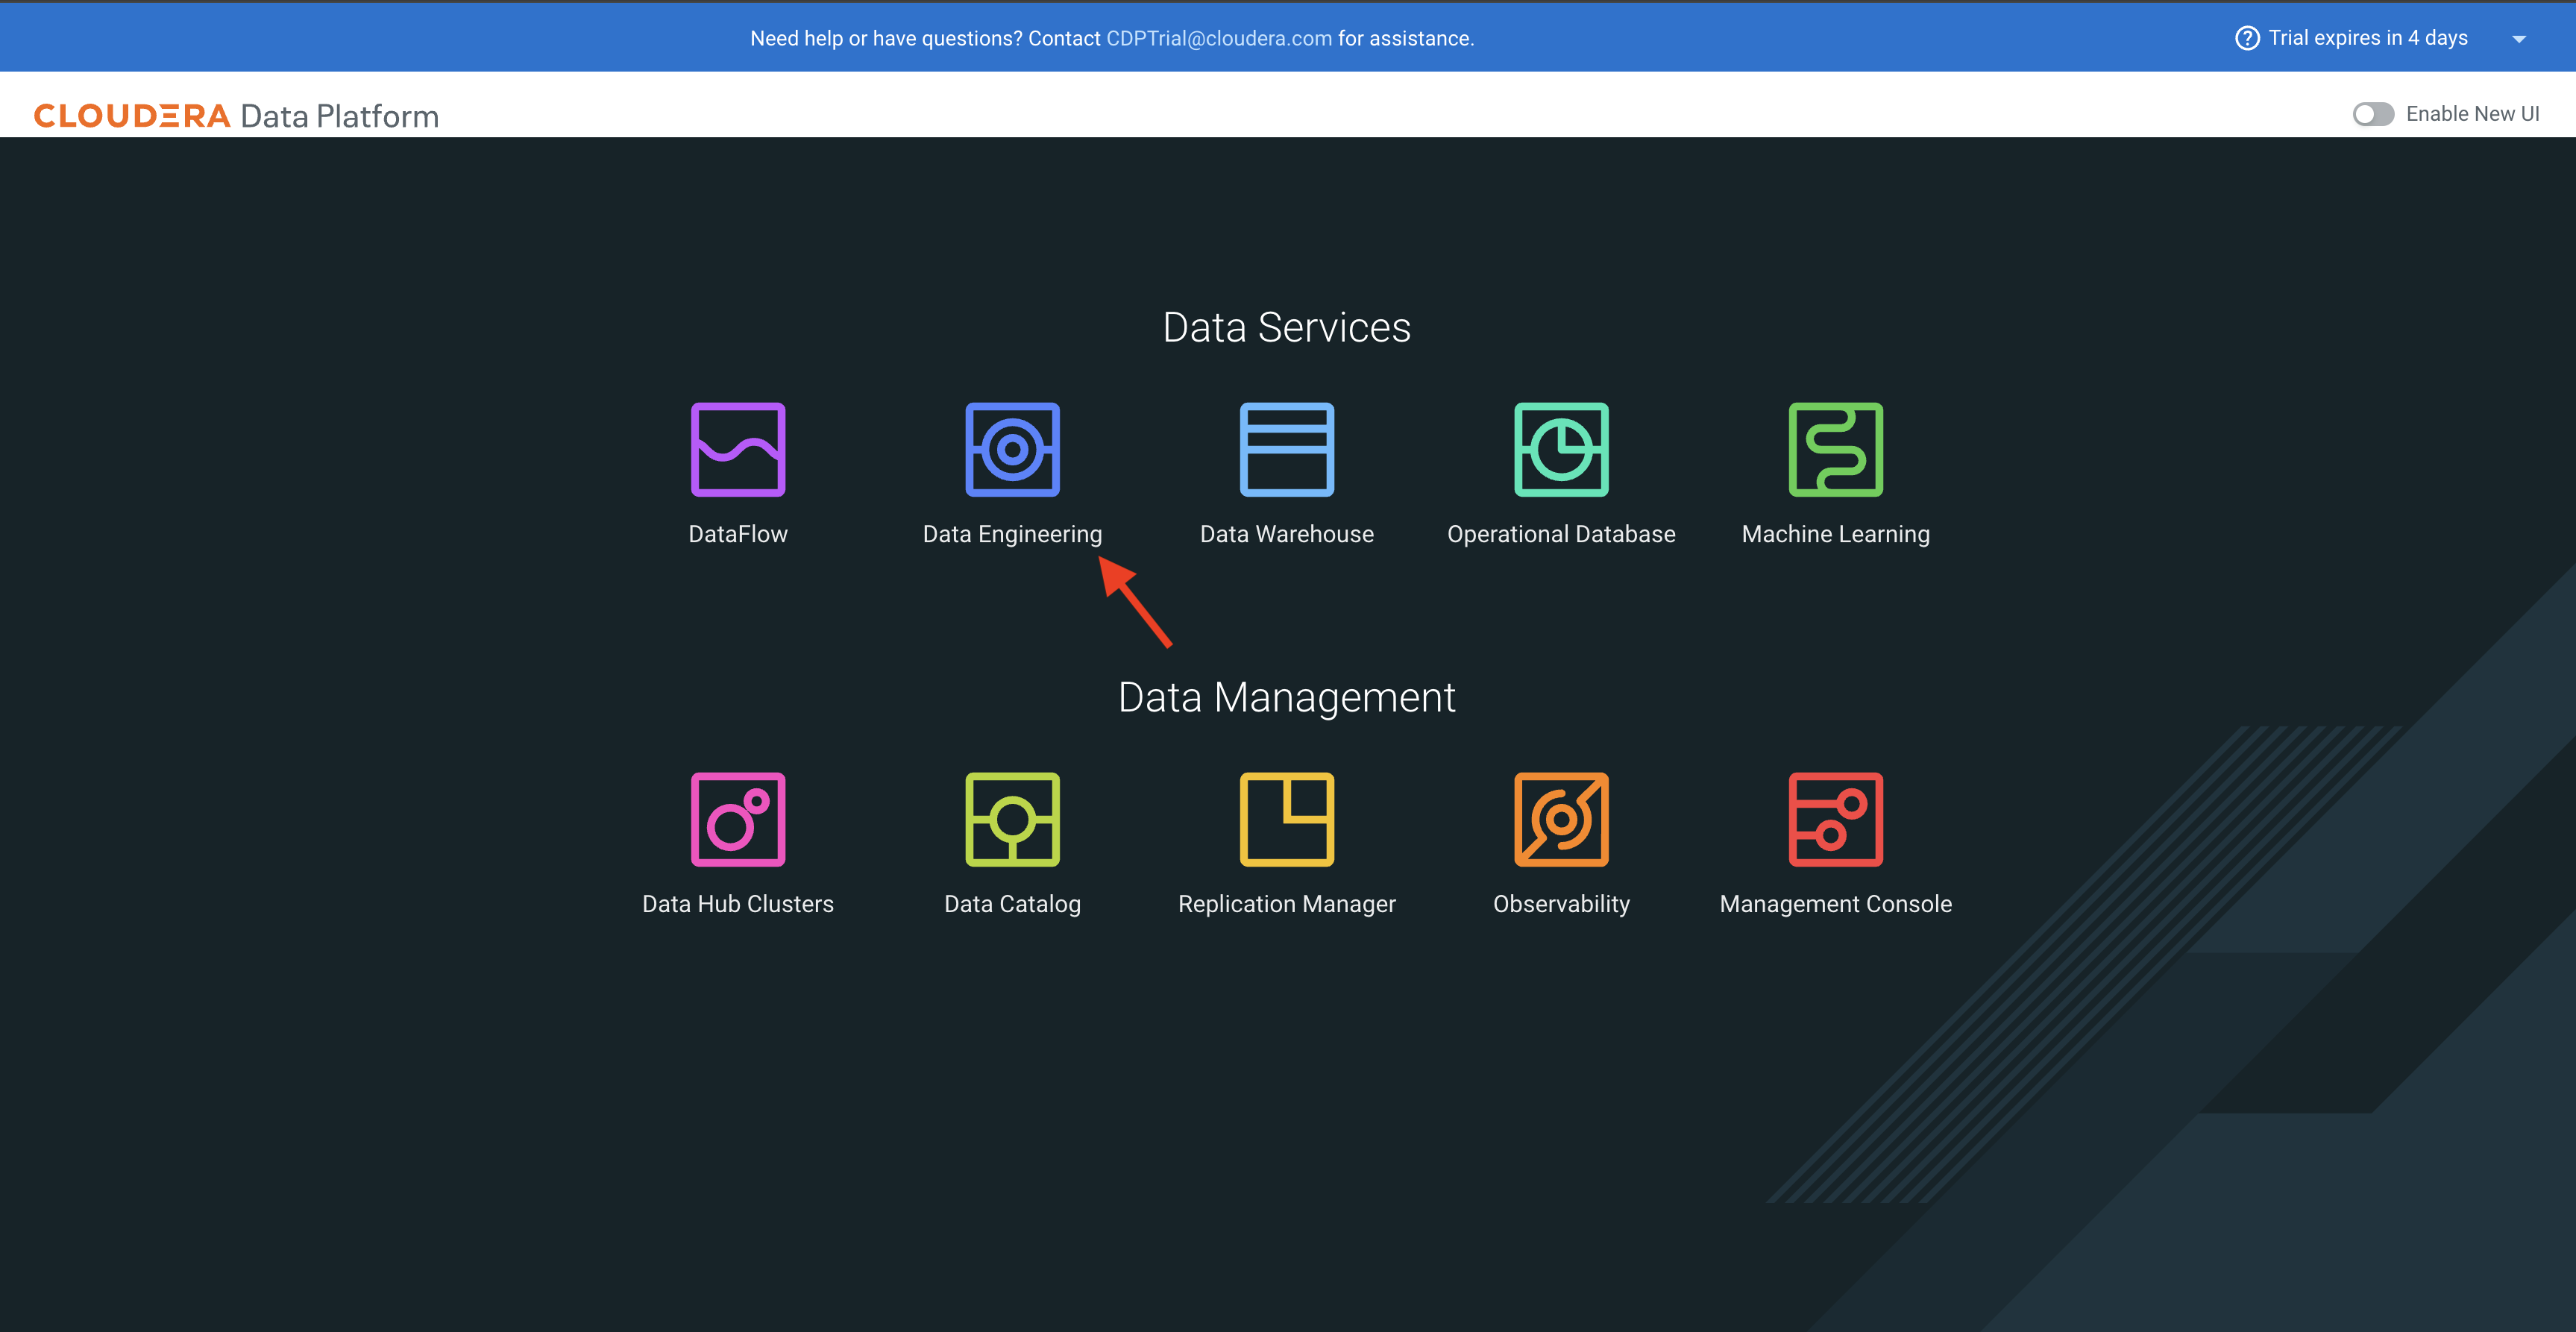 Need help or have questions? Contact CDPTrial@cloudera.com for assistance.
Trial expires in 4 days
CLOUDERA Data Platform
Enable New UI
Data Services
DataFlow
Data Engineering
Data Warehouse
Operational Database
Machine Learning
Data Management
Data Hub Clusters
Data Catalog
Replication Manager
Observability
Management Console